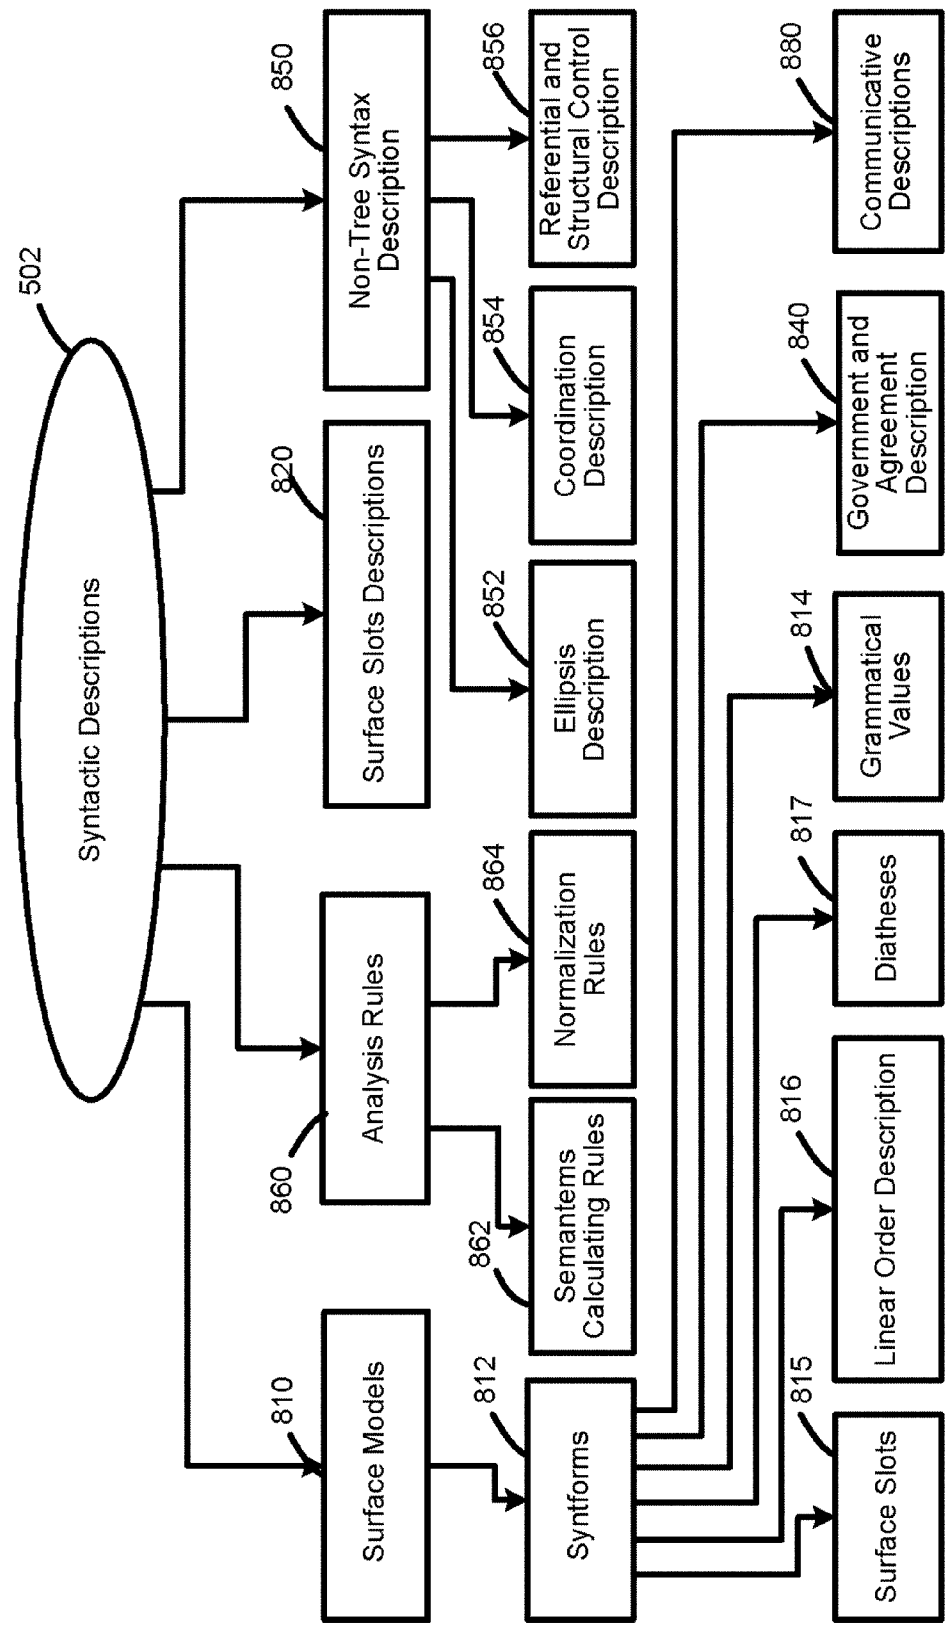 Syntactic Descriptions
502
810
Surface Models
860
Analysis Rules
820
Surface Slots Descriptions
850
Non-Tree Syntax
Description
812
Syntforms
862
Semantems
Calculating Rules
864
Normalization
Rules
852
Ellipsis
Description
854
Coordination
Description
856
Referential and
Structural Control
Description
815
Surface Slots
816
Linear Order Description
817
Diatheses
814
Grammatical
Values
840
Government and
Agreement
Description
880
Communicative
Descriptions